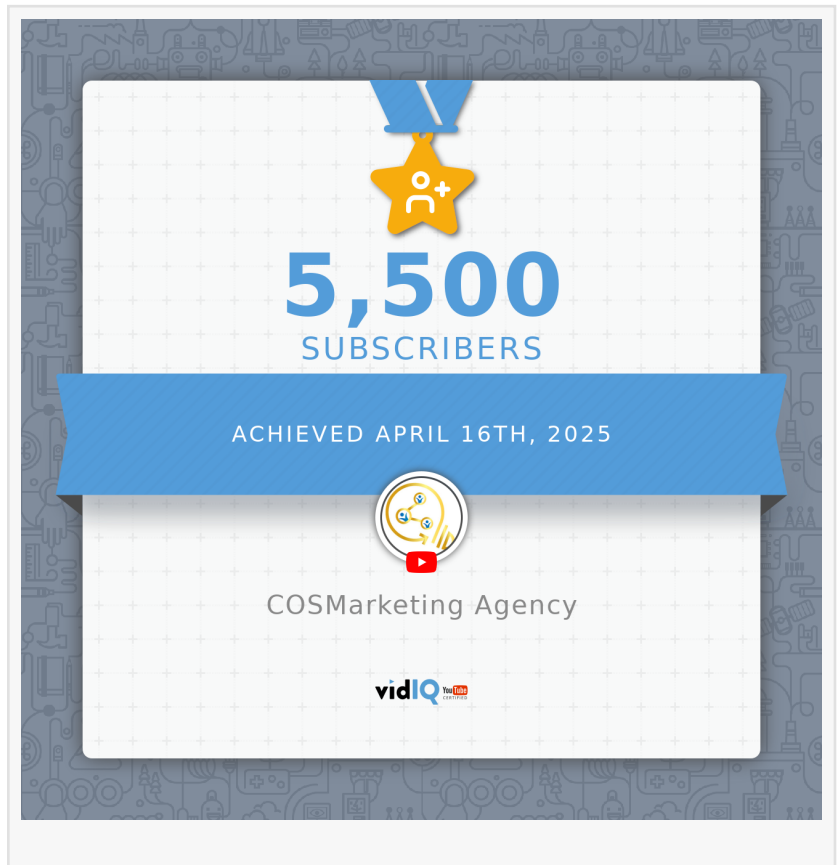 5,500
SUBSCRIBERS
ACHIEVED APRIL 16TH, 2025
COSMarketing Agency
vidIQ YouTube
CERTIFIED